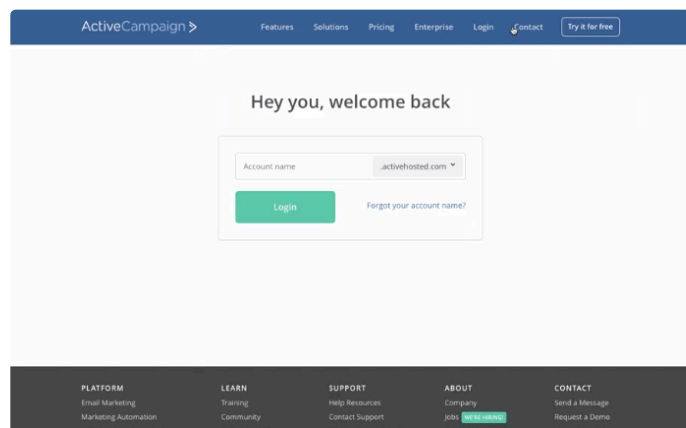 ActiveCampaign Features Solutions Pricing Enterprise Login Contact Try it for free
Hey you, welcome back
Account name .activehosted.com
Login Forgot your account name?
PLATFORM LEARN SUPPORT ABOUT CONTACT
Email Marketing Training Help Resources Company Send a Message
Marketing Automation Community Contact Support Jobs WE'RE HIRING! Request a Demo